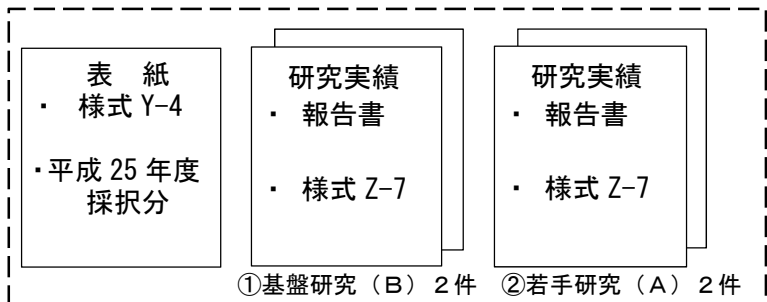 表　紙
・ 様式 Y-4
・平成 25 年度
採択分
研究実績
・ 報告書
・ 様式 Z-7
①基盤研究（Ｂ）２件
研究実績
・ 報告書
・ 様式 Z-7
②若手研究（Ａ）２件